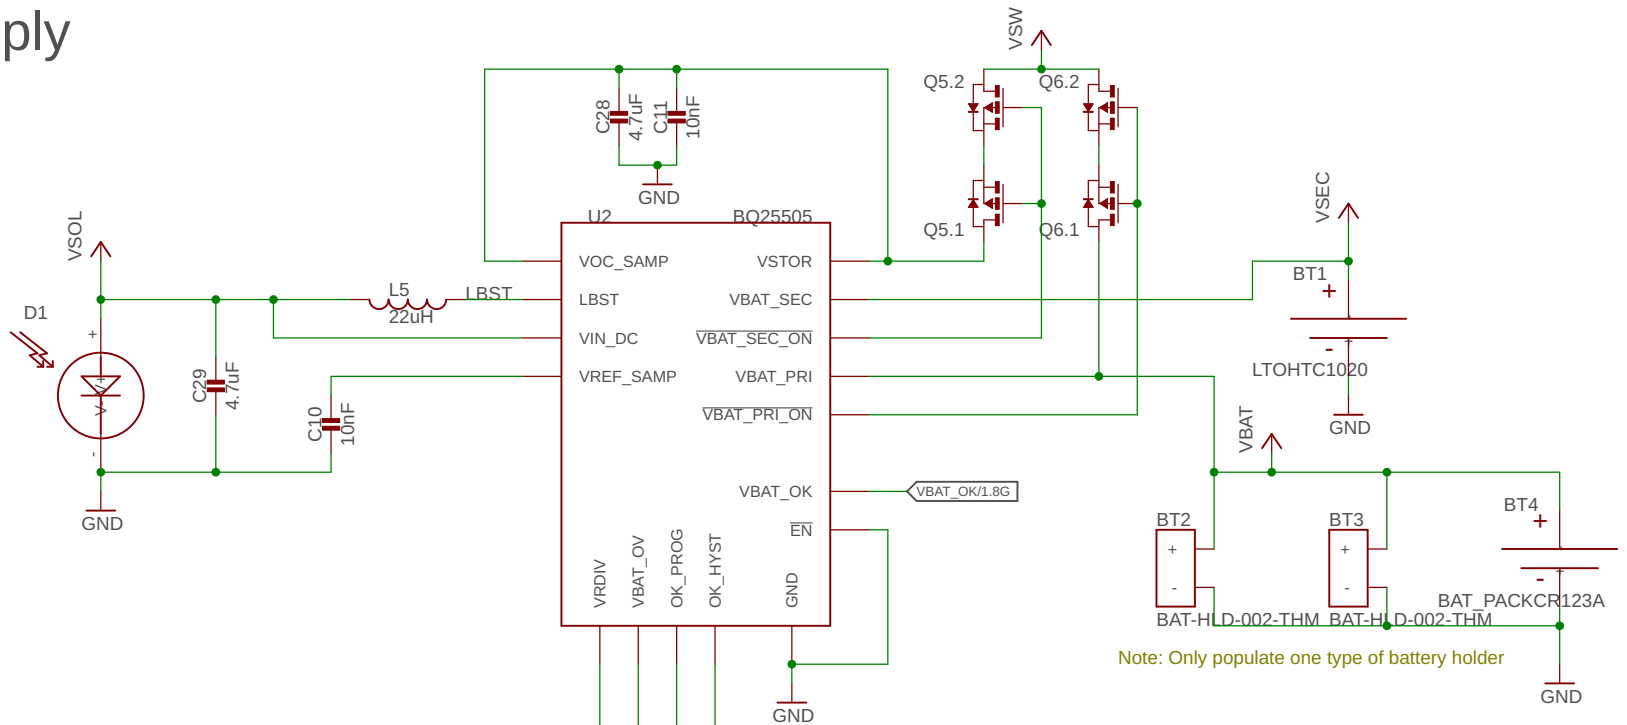 ply
VSW
Q5.2
Q6.2
C28
4.7uF
C11
10nF
GND
Q5.1
Q6.1
VSEC
VSOL
U2
BQ25505
VOC_SAMP
VSTOR
BT1
+
L5
22uH
LBST
LBST
VBAT_SEC
D1
+
V+
V-
-
VIN_DC
VBAT_SEC_ON
+
-
LTOHTC1020
C29
4.7uF
VREF_SAMP
VBAT_PRI
C10
10nF
VBAT_PRI_ON
GND
VBAT
VBAT_OK
VBAT_OK/1.8G
GND
EN
BT2
BT3
BT4
+
+
+
-
-
+
-
VRDIV
VBAT_OV
OK_PROG
OK_HYST
GND
BAT_PACKCR123A
BAT-HLD-002-THM
BAT-HLD-002-THM
Note: Only populate one type of battery holder
GND
GND